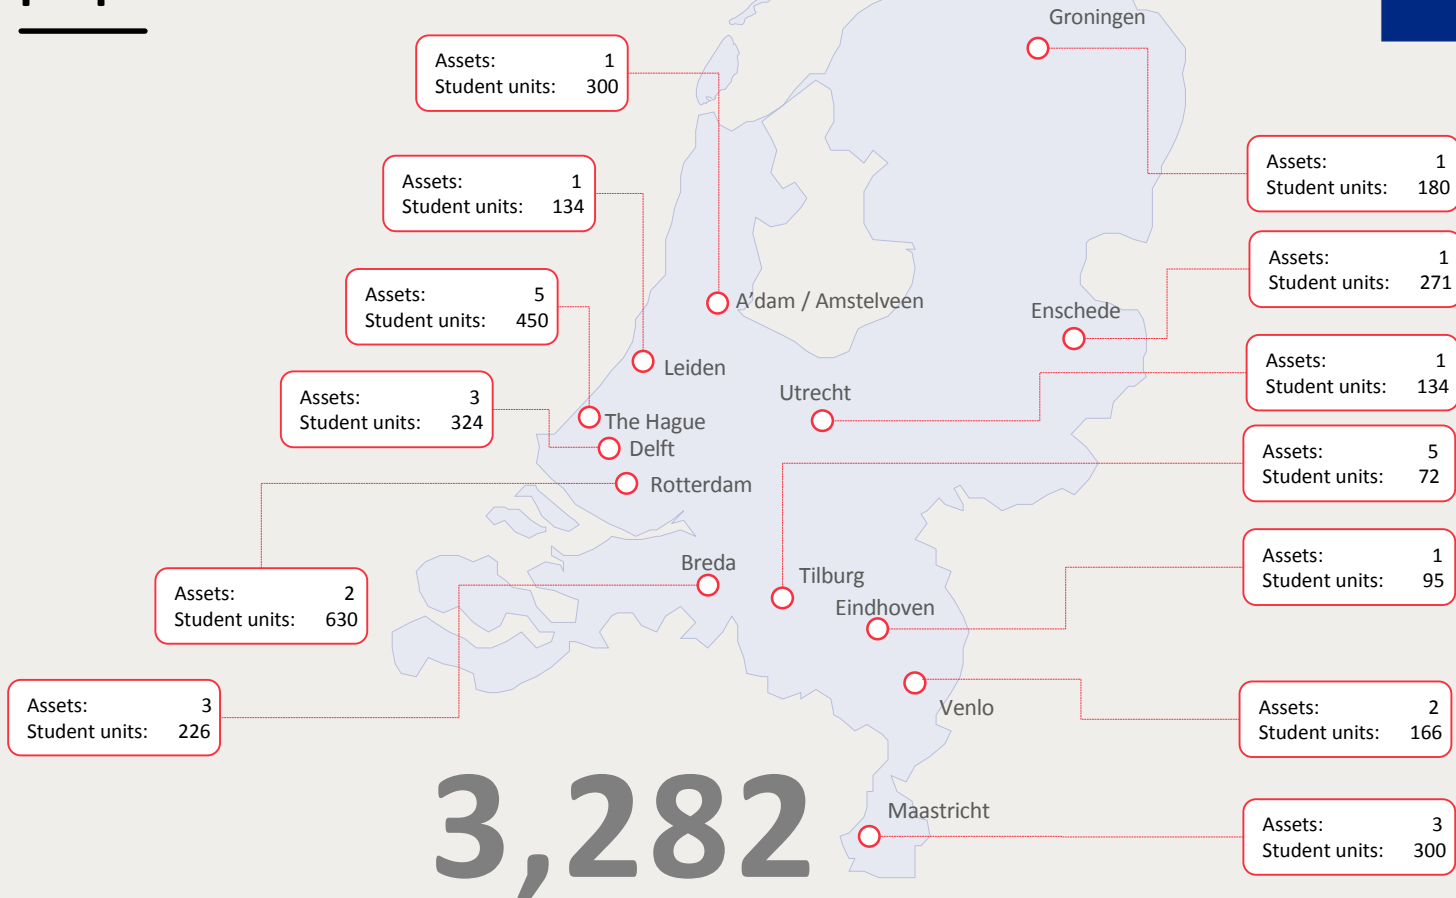 Groningen
Assets: 1
Student units: 300
Assets: 1
Student units: 180
Assets: 1
Student units: 134
Assets: 1
Student units: 271
Assets: 5
Student units: 450
A'dam / Amstelveen
Enschede
Leiden
Assets: 1
Student units: 134
Assets: 3
Student units: 324
Utrecht
The Hague
Delft
Assets: 5
Student units: 72
Rotterdam
Breda
Tilburg
Eindhoven
Assets: 1
Student units: 95
Assets: 2
Student units: 630
Assets: 3
Student units: 226
Venlo
Assets: 2
Student units: 166
3,282
Maastricht
Assets: 3
Student units: 300